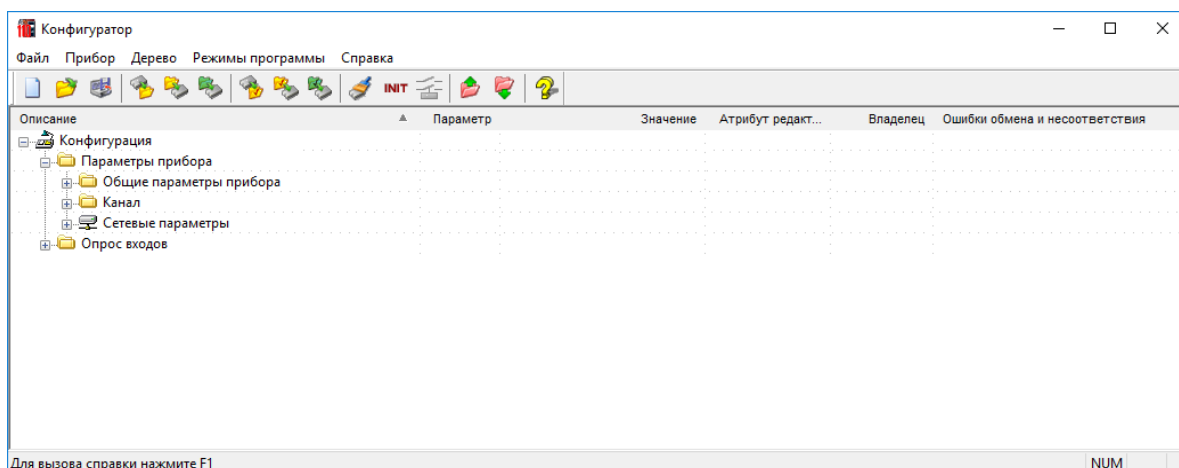 Конфигуратор
Файл Прибор Дерево Режимы программы Справка
INIT
Описание Параметр Значение Атрибут редакт... Владелец Ошибки обмена и несоответствия
Конфигурация
Параметры прибора
Общие параметры прибора
Канал
Сетевые параметры
Опрос входов
Для вызова справки нажмите F1 NUM